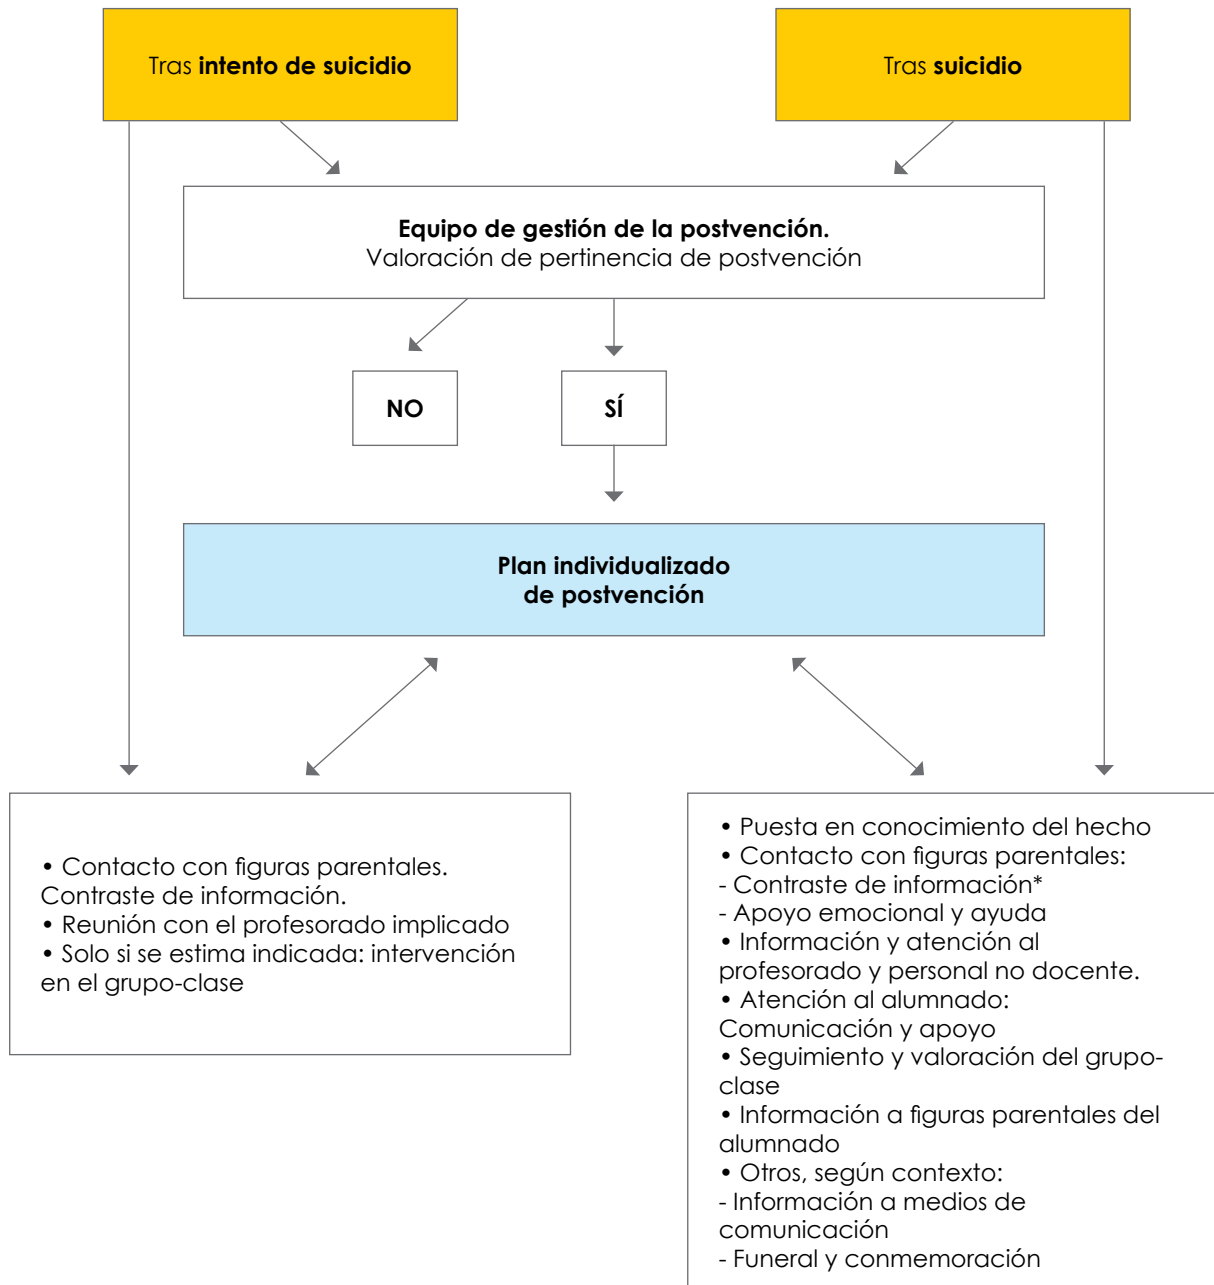 Tras intento de suicidio
Tras suicidio
Equipo de gestión de la postvención.
Valoración de pertinencia de postvención
NO
SÍ
Plan individualizado
de postvención
• Contacto con figuras parentales.
Contraste de información.
• Reunión con el profesorado implicado
• Solo si se estima indicada: intervención
en el grupo-clase
• Puesta en conocimiento del hecho
• Contacto con figuras parentales:
- Contraste de información*
- Apoyo emocional y ayuda
• Información y atención al
profesorado y personal no docente.
• Atención al alumnado:
Comunicación y apoyo
• Seguimiento y valoración del grupo-
clase
• Información a figuras parentales del
alumnado
• Otros, según contexto:
- Información a medios de
comunicación
- Funeral y conmemoración